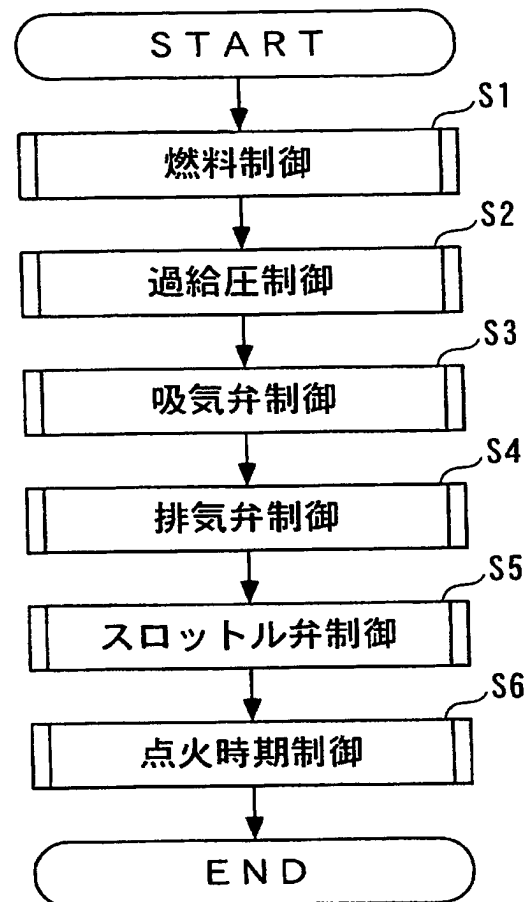 START
S1
燃料制御
S2
過給圧制御
S3
吸気弁制御
S4
排気弁制御
S5
スロットル弁制御
S6
点火時期制御
END